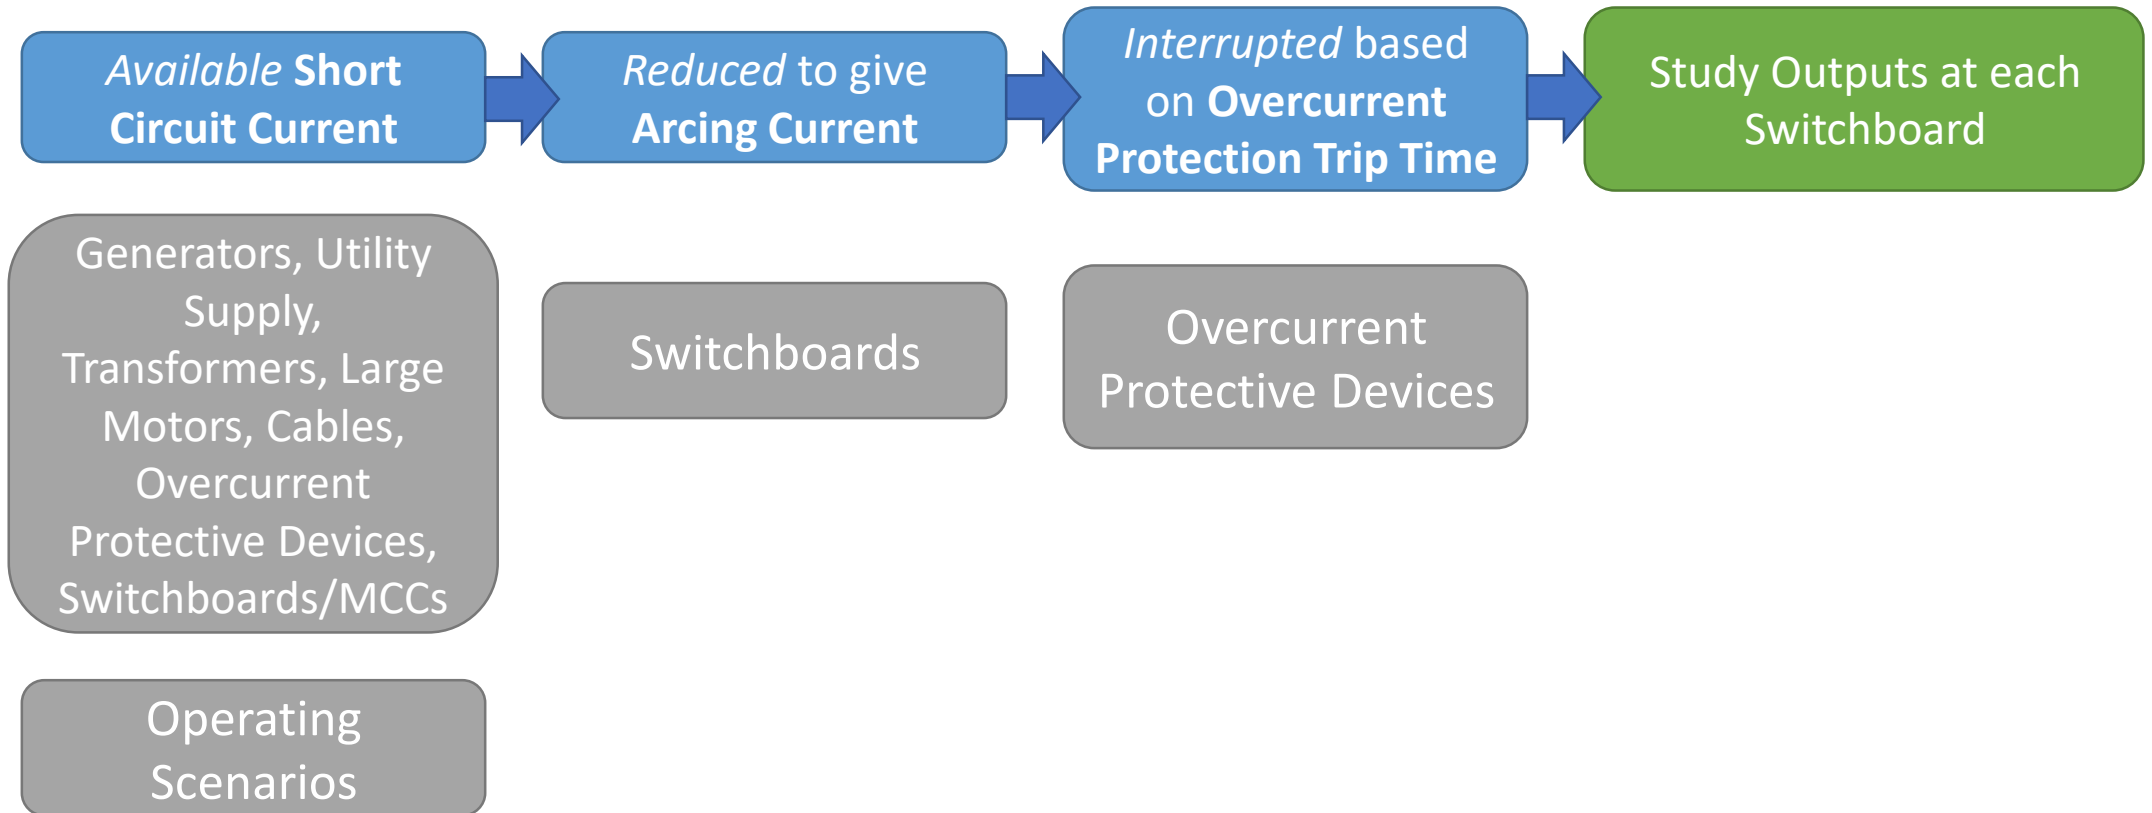 Available Short
Circuit Current
Reduced to give
Arcing Current
Interrupted based
on Overcurrent
Protection Trip Time
Study Outputs at each
Switchboard
Generators, Utility
Supply,
Transformers, Large
Motors, Cables,
Overcurrent
Protective Devices,
Switchboards/MCCs
Switchboards
Overcurrent
Protective Devices
Operating
Scenarios